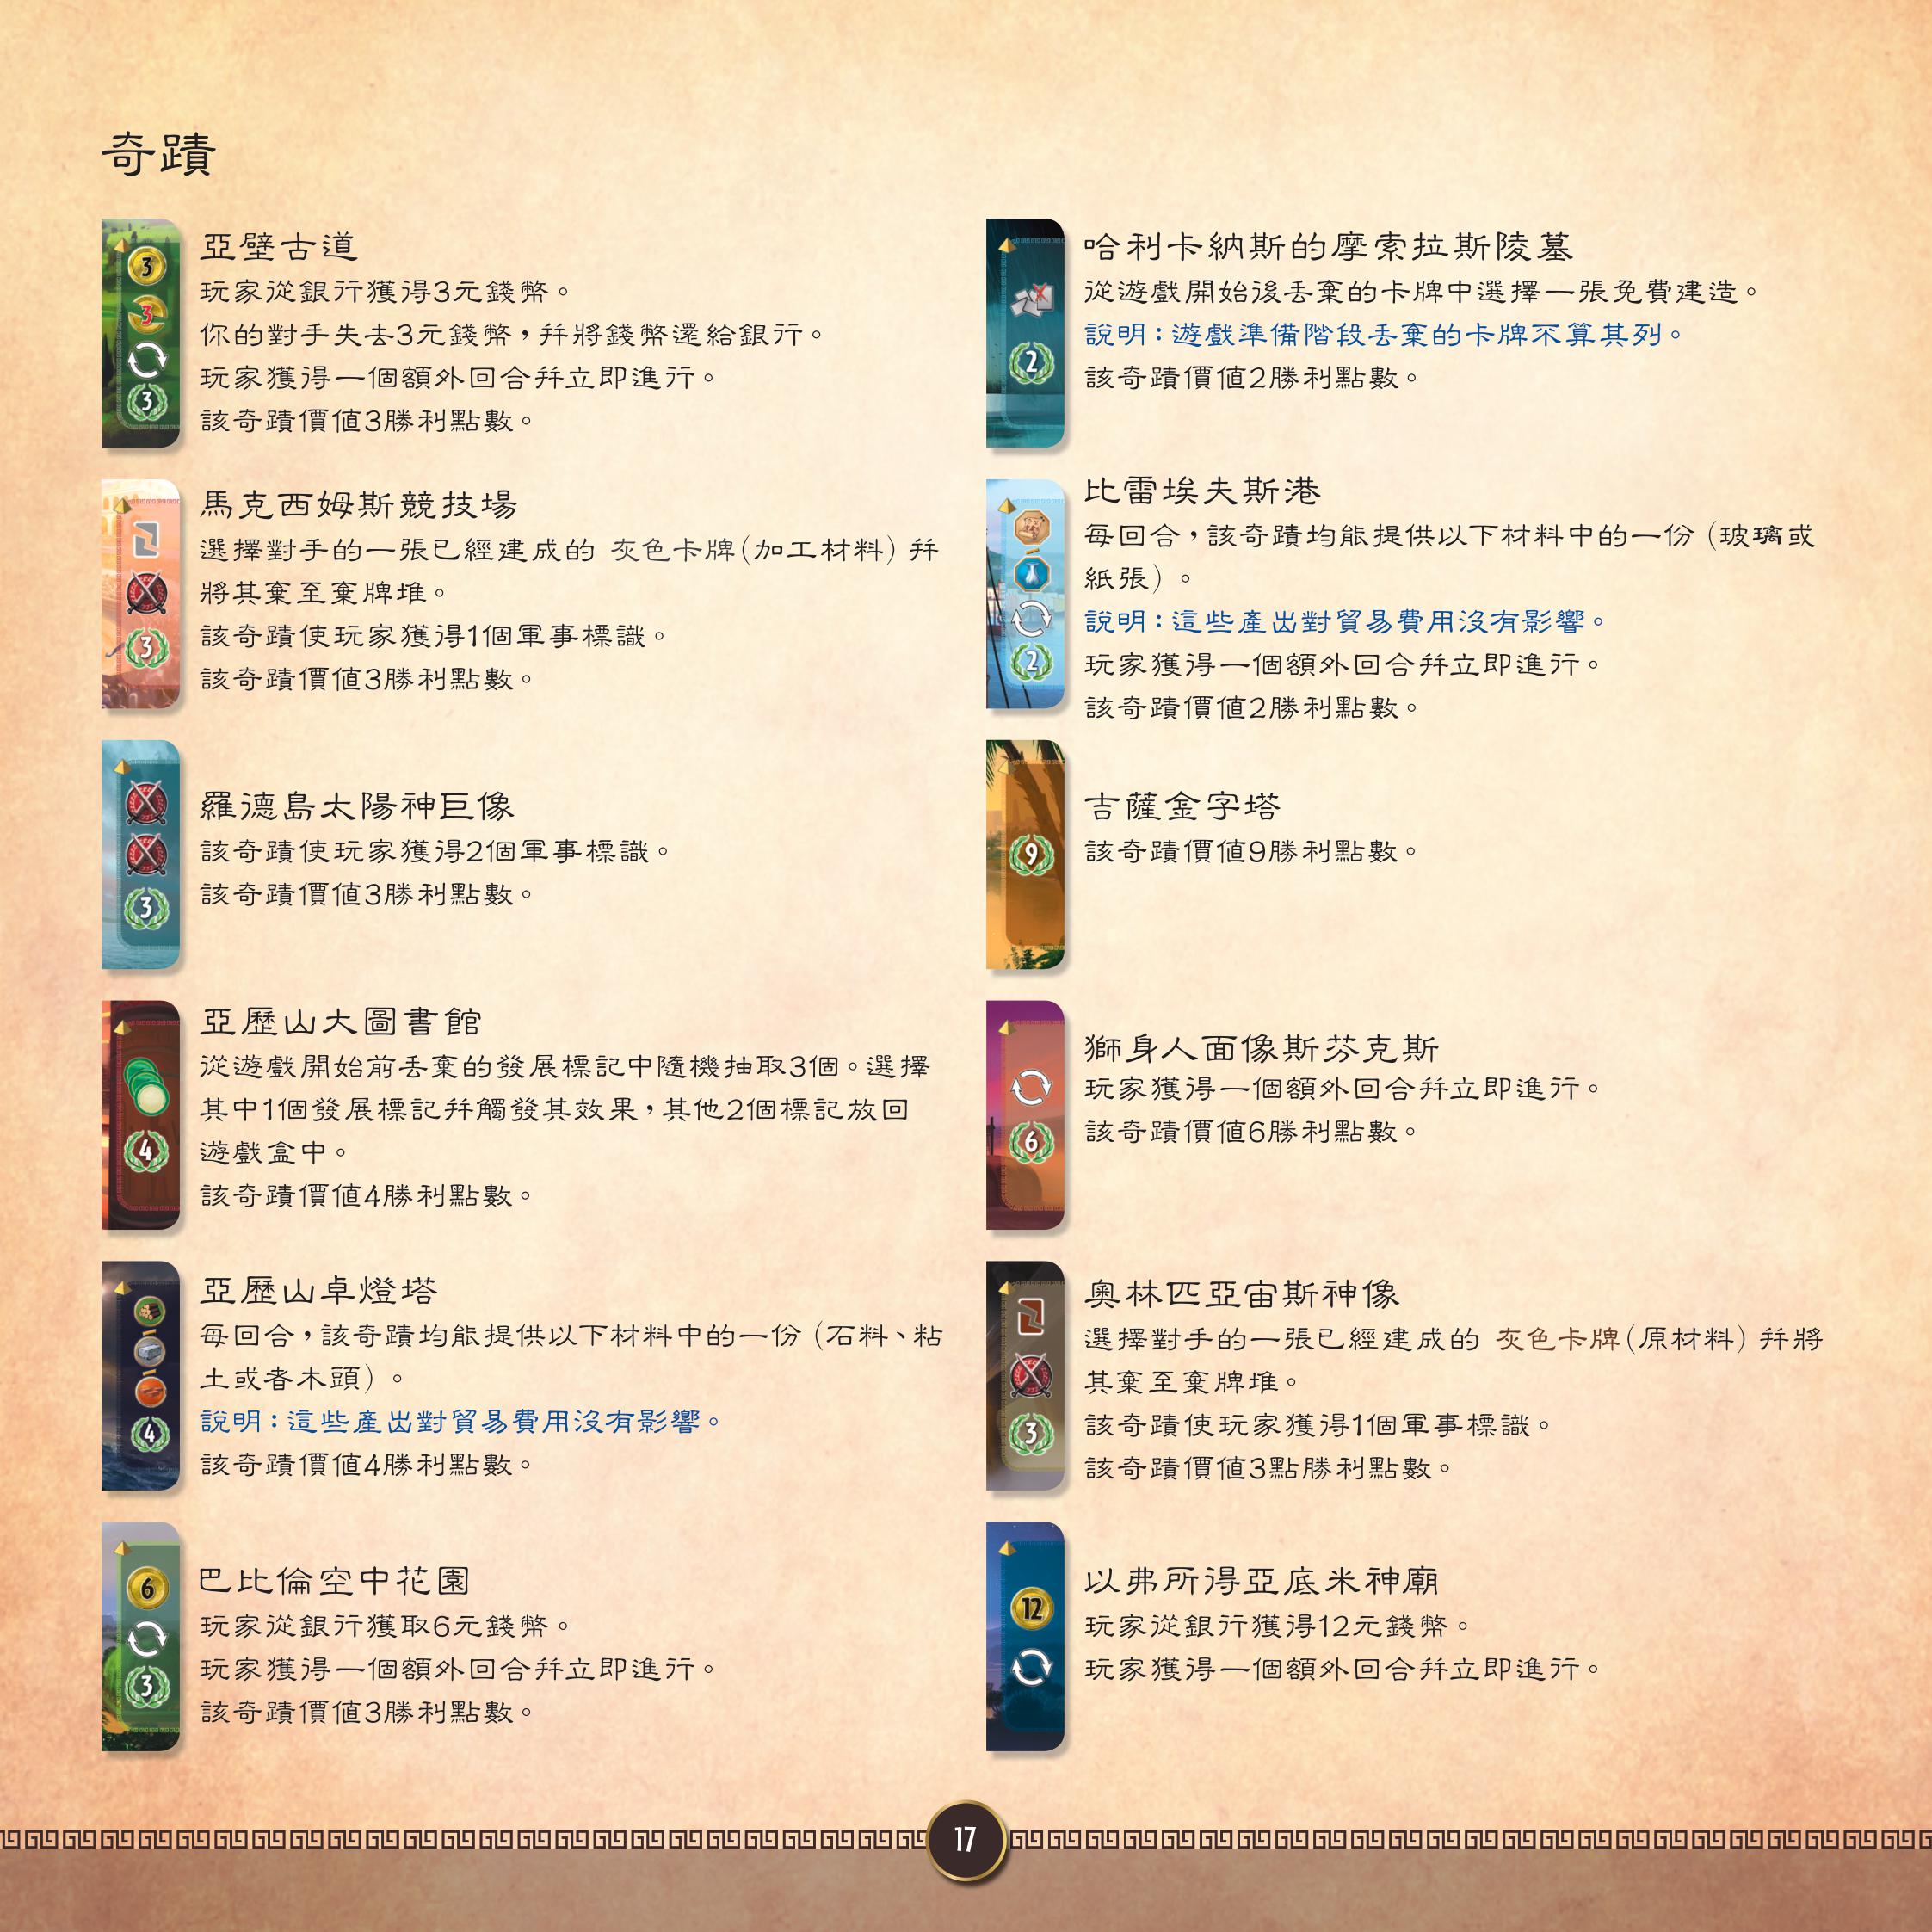 奇蹟
3
3
3
亞壁古道
玩家從銀行獲得3元錢幣。
你的對手失去3元錢幣，并將錢幣還給銀行。
玩家獲得一個額外回合并立即進行。
該奇蹟價值3勝利點數。
3
馬克西姆斯競技場
選擇對手的一張已經建成的 灰色卡牌(加工材料) 并
將其棄至棄牌堆。
該奇蹟使玩家獲得1個軍事標識。
該奇蹟價值3勝利點數。
3
羅德島太陽神巨像
該奇蹟使玩家獲得2個軍事標識。
該奇蹟價值3勝利點數。
4
亞歷山大圖書館
從遊戲開始前丟棄的發展標記中隨機抽取3個。選擇
其中1個發展標記并觸發其效果，其他2個標記放回
遊戲盒中。
該奇蹟價值4勝利點數。
4
亞歷山卓燈塔
每回合，該奇蹟均能提供以下材料中的一份 (石料、粘
土或者木頭) 。
說明：這些產出對貿易費用沒有影響。
該奇蹟價值4勝利點數。
6
3
巴比倫空中花園
玩家從銀行獲取6元錢幣。
玩家獲得一個額外回合并立即進行。
該奇蹟價值3勝利點數。
2
哈利卡納斯的摩索拉斯陵墓
從遊戲開始後丟棄的卡牌中選擇一張免費建造。
說明：遊戲準備階段丟棄的卡牌不算其列。
該奇蹟價值2勝利點數。
2
比雷埃夫斯港
每回合，該奇蹟均能提供以下材料中的一份 (玻璃或
紙張) 。
說明：這些產出對貿易費用沒有影響。
玩家獲得一個額外回合并立即進行。
該奇蹟價值2勝利點數。
9
吉薩金字塔
該奇蹟價值9勝利點數。
6
獅身人面像斯芬克斯
玩家獲得一個額外回合并立即進行。
該奇蹟價值6勝利點數。
3
奧林匹亞宙斯神像
選擇對手的一張已經建成的 灰色卡牌(原材料) 并將
其棄至棄牌堆。
該奇蹟使玩家獲得1個軍事標識。
該奇蹟價值3點勝利點數。
12
以弗所得亞底米神廟
玩家從銀行獲得12元錢幣。
玩家獲得一個額外回合并立即進行。
17